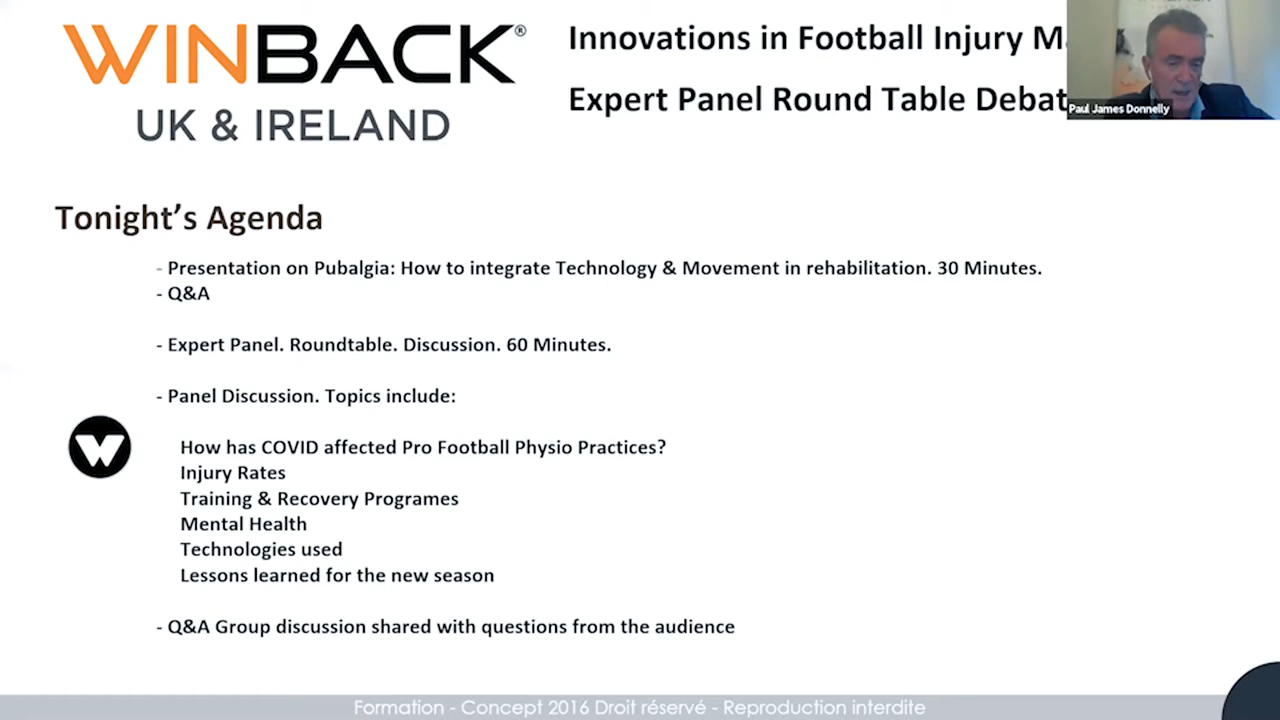 WINBACK®
UK & IRELAND
Innovations in Football Injury
Expert Panel Round Table
Paul James Donnelly
Tonight's Agenda
- Presentation on Pubalgia: How to integrate Technology & Movement in rehabilitation. 30 Minutes.
- Q&A
- Expert Panel. Roundtable. Discussion. 60 Minutes.
- Panel Discussion. Topics include:
W
How has COVID affected Pro Football Physio Practices?
Injury Rates
Training & Recovery Programes
Mental Health
Technologies used
Lessons learned for the new season
- Q&A Group discussion shared with questions from the audience
Formation - Concept 2016 Droit réservé - Reproduction interdite